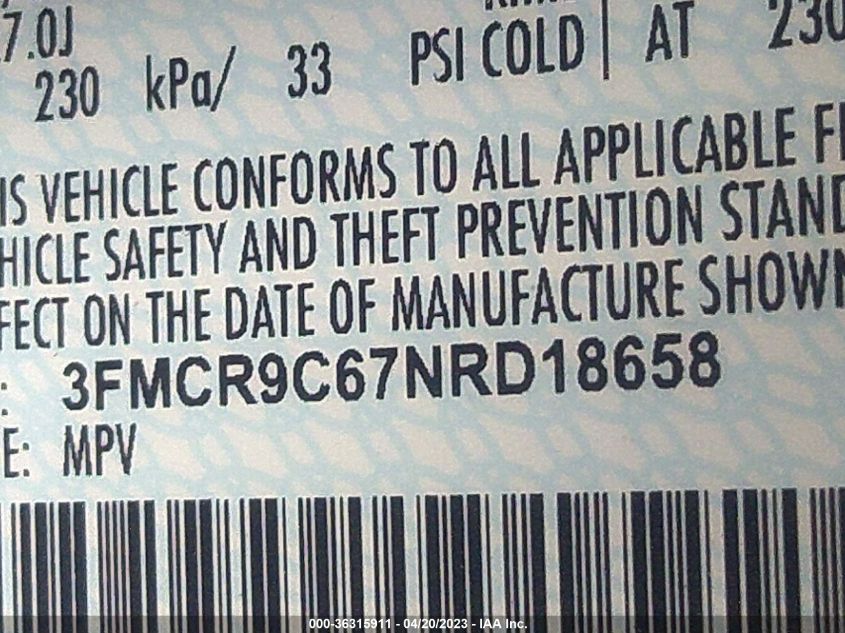 7.0J
230 kPa/ 33 PSI COLD | AT 230
IS VEHICLE CONFORMS TO ALL APPLICABLE
HICLE SAFETY AND THEFT PREVENTION STAND
FECT ON THE DATE OF MANUFACTURE SHOWN
: 3FMCR9C67NRD18658
E: MPV
000-36315911 - 04/20/2023 - IAA Inc.